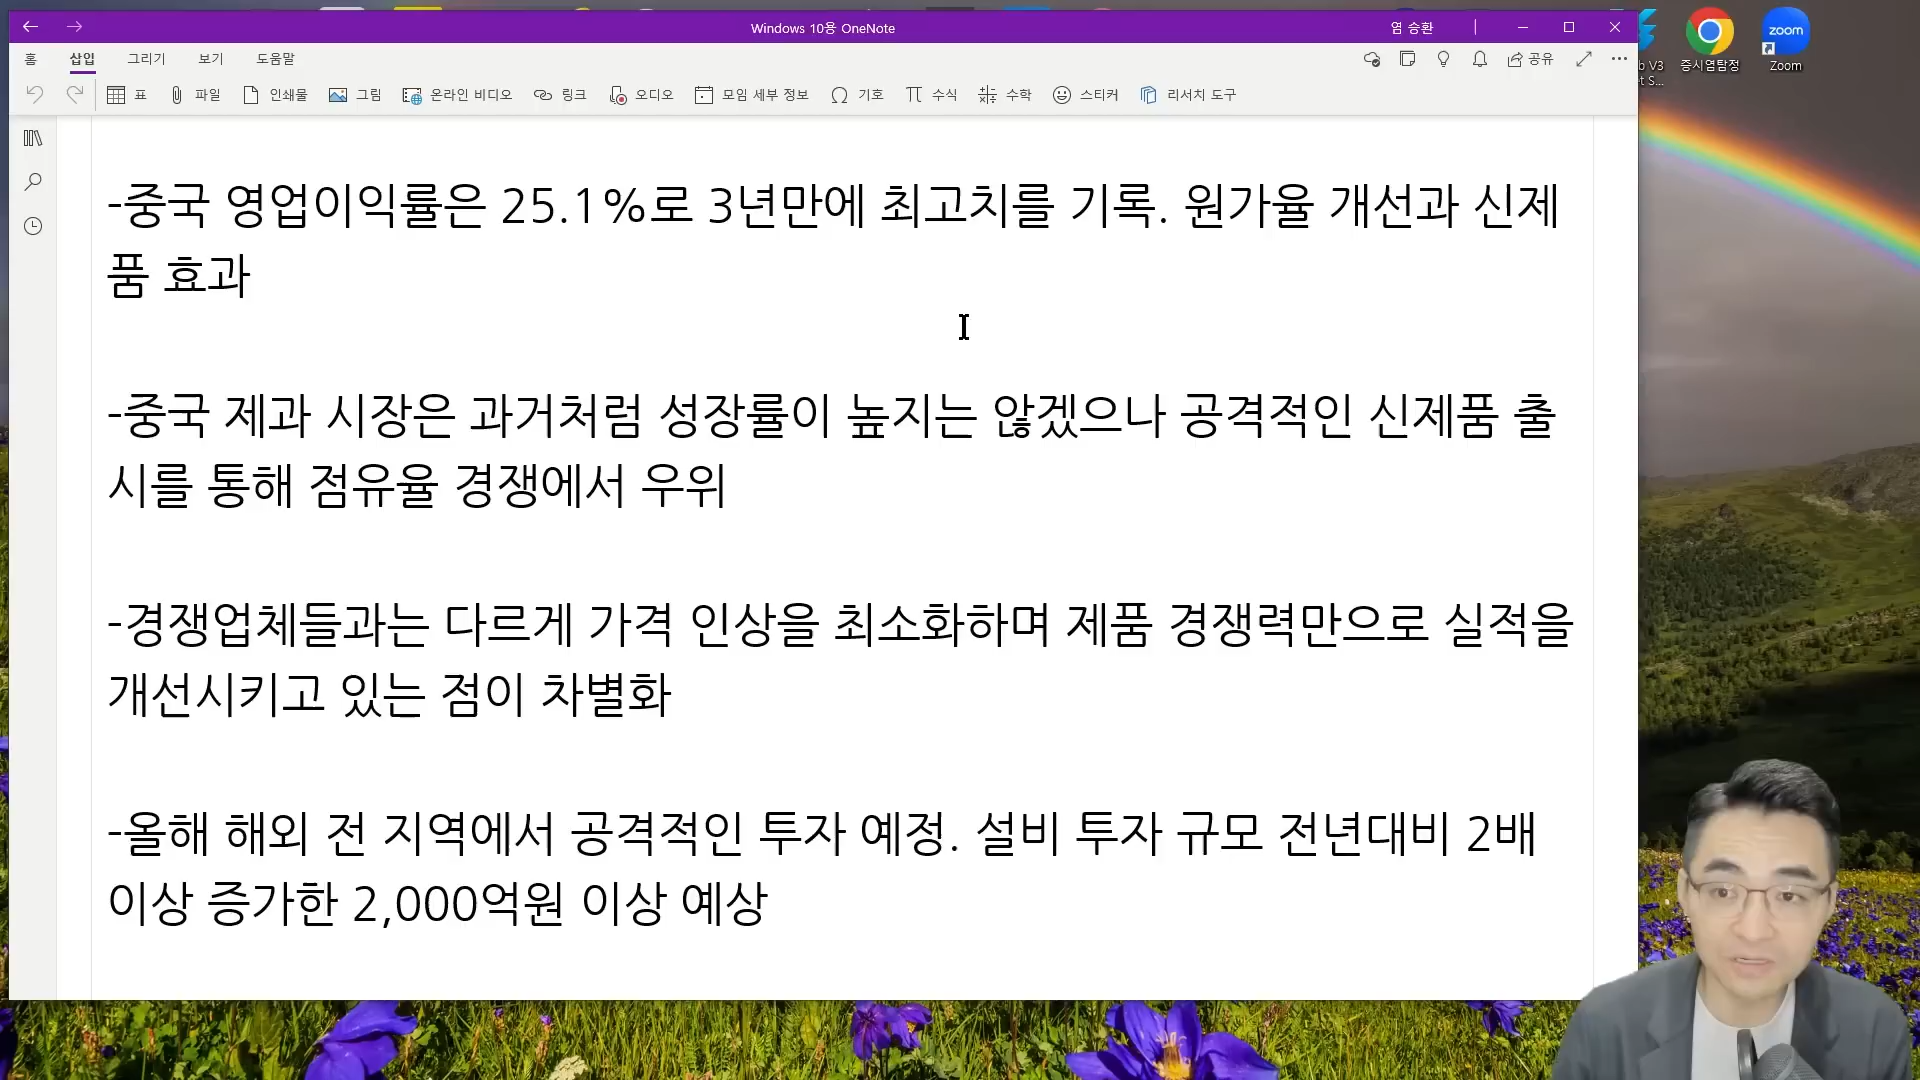 Windows 10용 OneNote
염 승환
홈 삽입 그리기 보기 도움말
공유
표 파일 인쇄물 그림 온라인 비디오 링크 오디오 모임 세부 정보 기호 수식 수학 스티커 리서치 도구
-중국 영업이익률은 25.1%로 3년만에 최고치를 기록. 원가율 개선과 신제
품 효과
-중국 제과 시장은 과거처럼 성장률이 높지는 않겠으나 공격적인 신제품 출
시를 통해 점유율 경쟁에서 우위
-경쟁업체들과는 다르게 가격 인상을 최소화하며 제품 경쟁력만으로 실적을
개선시키고 있는 점이 차별화
-올해 해외 전 지역에서 공격적인 투자 예정. 설비 투자 규모 전년대비 2배
이상 증가한 2,000억원 이상 예상
b V3
t S...
증시염탐정
zoom
Zoom